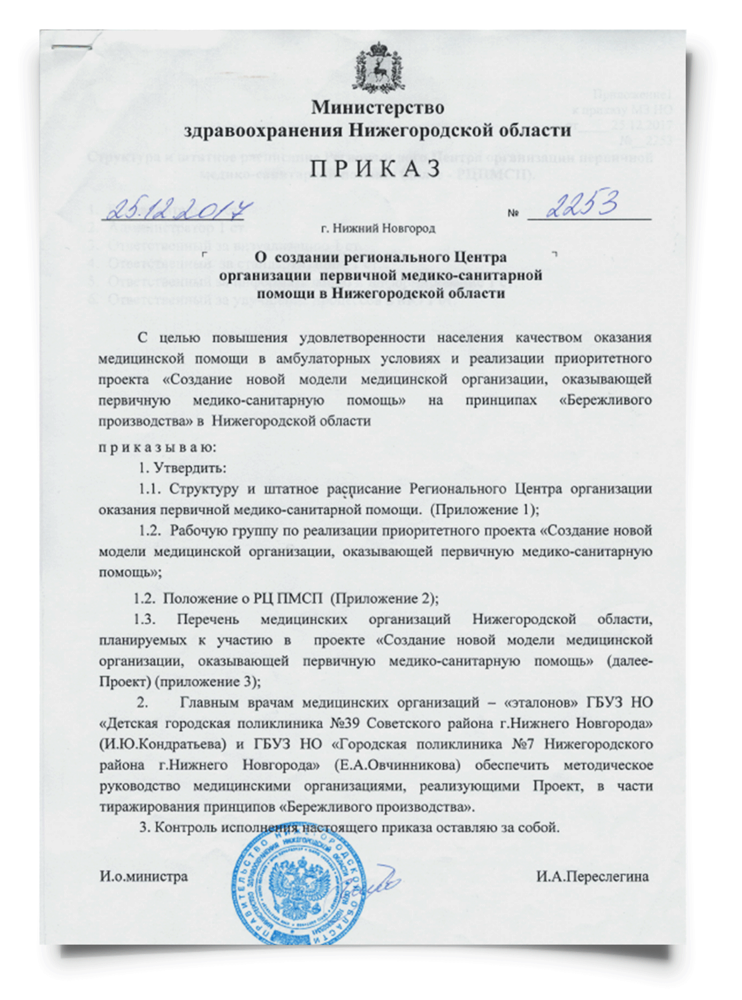 Министерство
здравоохранения Нижегородской области
П Р И К А З
25.12.2017
№ 2253
г. Нижний Новгород
О создании регионального Центра
организации первичной медико-санитарной
помощи в Нижегородской области
С целью повышения удовлетворенности населения качеством оказания
медицинской помощи в амбулаторных условиях и реализации приоритетного
проекта «Создание новой модели медицинской организации, оказывающей
первичную медико-санитарную помощь» на принципах «Бережливого
производства» в Нижегородской области
п р и к а з ы в а ю:
1. Утвердить:
1.1. Структуру и штатное расписание Регионального Центра организации
оказания первичной медико-санитарной помощи. (Приложение 1);
1.2. Рабочую группу по реализации приоритетного проекта «Создание новой
модели медицинской организации, оказывающей первичную медико-санитарную
помощь»;
1.2. Положение о РЦ ПМСП (Приложение 2);
1.3. Перечень медицинских организаций Нижегородской области,
планируемых к участию в проекте «Создание новой модели медицинской
организации, оказывающей первичную медико-санитарную помощь» (далее-
Проект) (приложение 3);
2. Главным врачам медицинских организаций – «эталонов» ГБУЗ НО
«Детская городская поликлиника №39 Советского района г.Нижнего Новгорода»
(И.Ю.Кондратьева) и ГБУЗ НО «Городская поликлиника №7 Нижегородского
района г.Нижнего Новгорода» (Е.А.Овчинникова) обеспечить методическое
руководство медицинскими организациями, реализующими Проект, в части
тиражирования принципов «Бережливого производства».
3. Контроль исполнения настоящего приказа оставляю за собой.
И.о.министра
И.А.Переслегина
ПРАВИТЕЛЬСТВО НИЖЕГОРОДСКОЙ ОБЛАСТИ
МИНИСТЕРСТВО ЗДРАВООХРАНЕНИЯ НИЖЕГОРОДСКОЙ ОБЛАСТИ